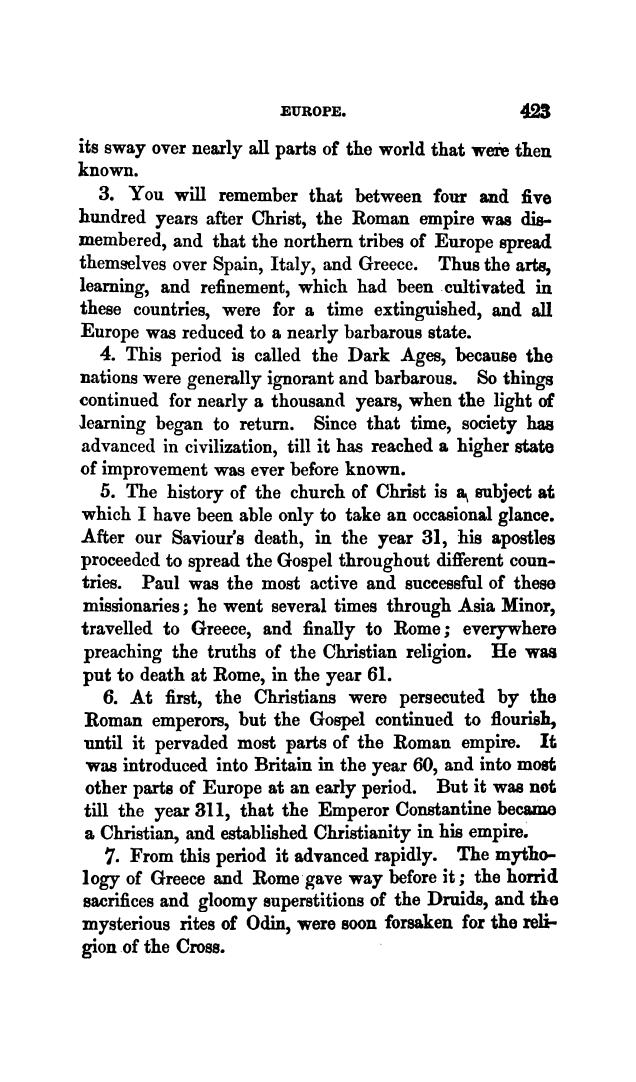 EUROPE. 423
its sway over nearly all parts of the world that were then
known.
3. You will remember that between four and five
hundred years after Christ, the Roman empire was dis-
membered, and that the northern tribes of Europe spread
themselves over Spain, Italy, and Greece. Thus the arts,
learning, and refinement, which had been cultivated in
these countries, were for a time extinguished, and all
Europe was reduced to a nearly barbarous state.
4. This period is called the Dark Ages, because the
nations were generally ignorant and barbarous. So things
continued for nearly a thousand years, when the light of
learning began to return. Since that time, society has
advanced in civilization, till it has reached a higher state
of improvement was ever before known.
5. The history of the church of Christ is a subject at
which I have been able only to take an occasional glance.
After our Saviour's death, in the year 31, his apostles
proceeded to spread the Gospel throughout different coun-
tries. Paul was the most active and successful of these
missionaries; he went several times through Asia Minor,
travelled to Greece, and finally to Rome; everywhere
preaching the truths of the Christian religion. He was
put to death at Rome, in the year 61.
6. At first, the Christians were persecuted by the
Roman emperors, but the Gospel continued to flourish,
until it pervaded most parts of the Roman empire. It
was introduced into Britain in the year 60, and into most
other parts of Europe at an early period. But it was not
till the year 311, that the Emperor Constantine became
a Christian, and established Christianity in his empire.
7. From this period it advanced rapidly. The mytho-
logy of Greece and Rome gave way before it; the horrid
sacrifices and gloomy superstitions of the Druids, and the
mysterious rites of Odin, were soon forsaken for the reli-
gion of the Cross.